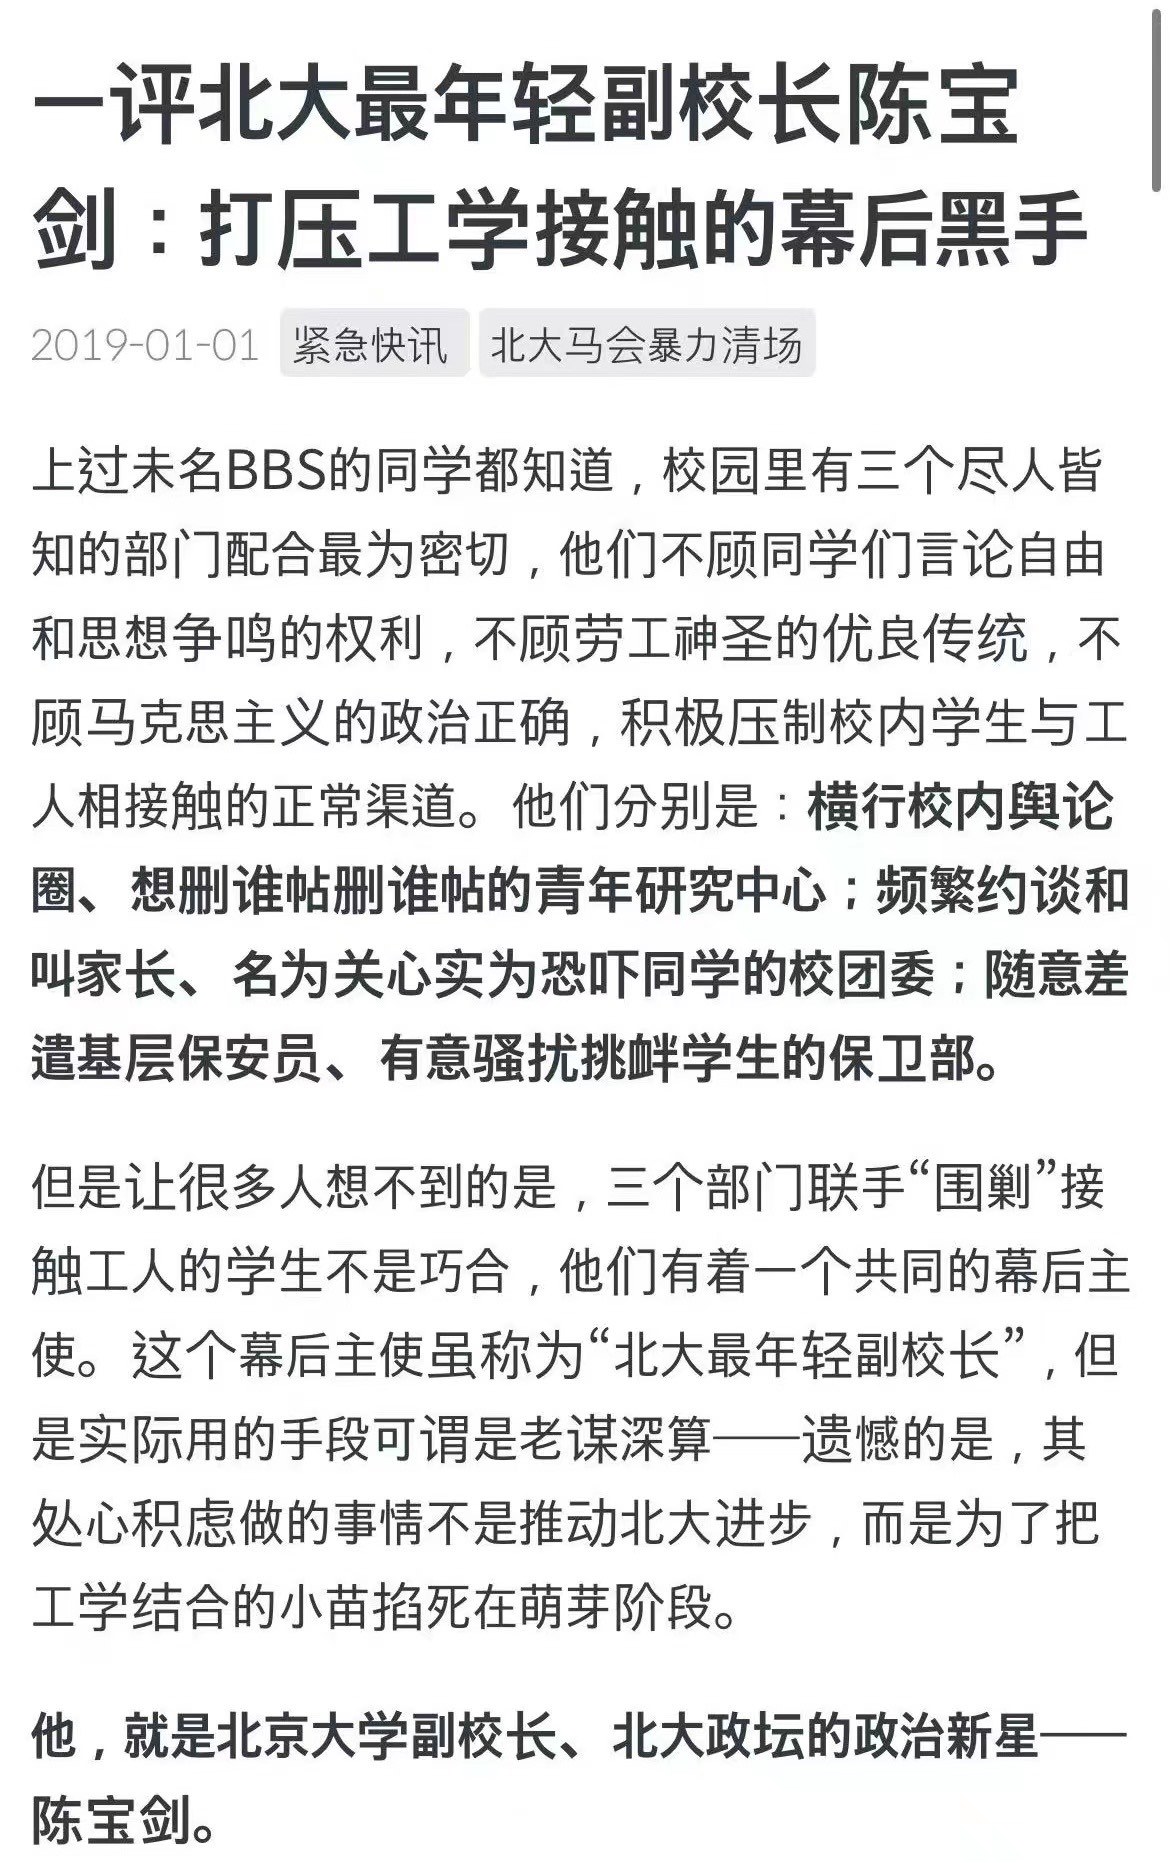 一评北大最年轻副校长陈宝
剑：打压工学接触的幕后黑手
2019-01-01 紧急快讯 北大马会暴力清场
上过未名BBS的同学都知道，校园里有三个尽人皆
知的部门配合最为密切，他们不顾同学们言论自由
和思想争鸣的权利，不顾劳工神圣的优良传统，不
顾马克思主义的政治正确，积极压制校内学生与工
人相接触的正常渠道。他们分别是：横行校内舆论
圈、想删谁帖删谁帖的青年研究中心；频繁约谈和
叫家长、名为关心实为恐吓同学的校团委；随意差
遣基层保安员、有意骚扰挑衅学生的保卫部。
但是让很多人想不到的是，三个部门联手“围剿”接
触工人的学生不是巧合，他们有着一个共同的幕后主
使。这个幕后主使虽称为“北大最年轻副校长”，但
是实际用的手段可谓是老谋深算——遗憾的是，其
处心积虑做的事情不是推动北大进步，而是为了把
工学结合的小苗掐死在萌芽阶段。
他，就是北京大学副校长、北大政坛的政治新星——
陈宝剑。